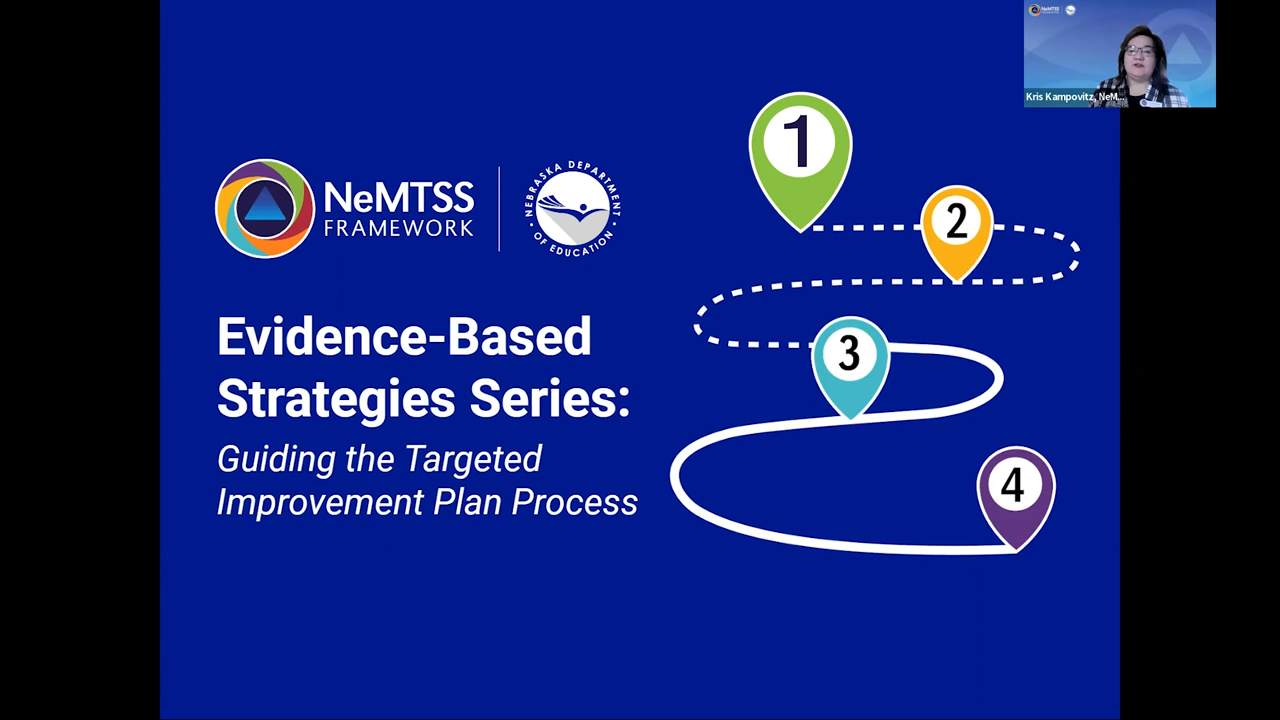 NeMTSS
FRAMEWORK
NEBRASKA DEPARTMENT
OF EDUCATION
Evidence-Based
Strategies Series:
Guiding the Targeted
Improvement Plan Process
1
2
3
4
NeMTSS
Kris Kampovitz, NeM...